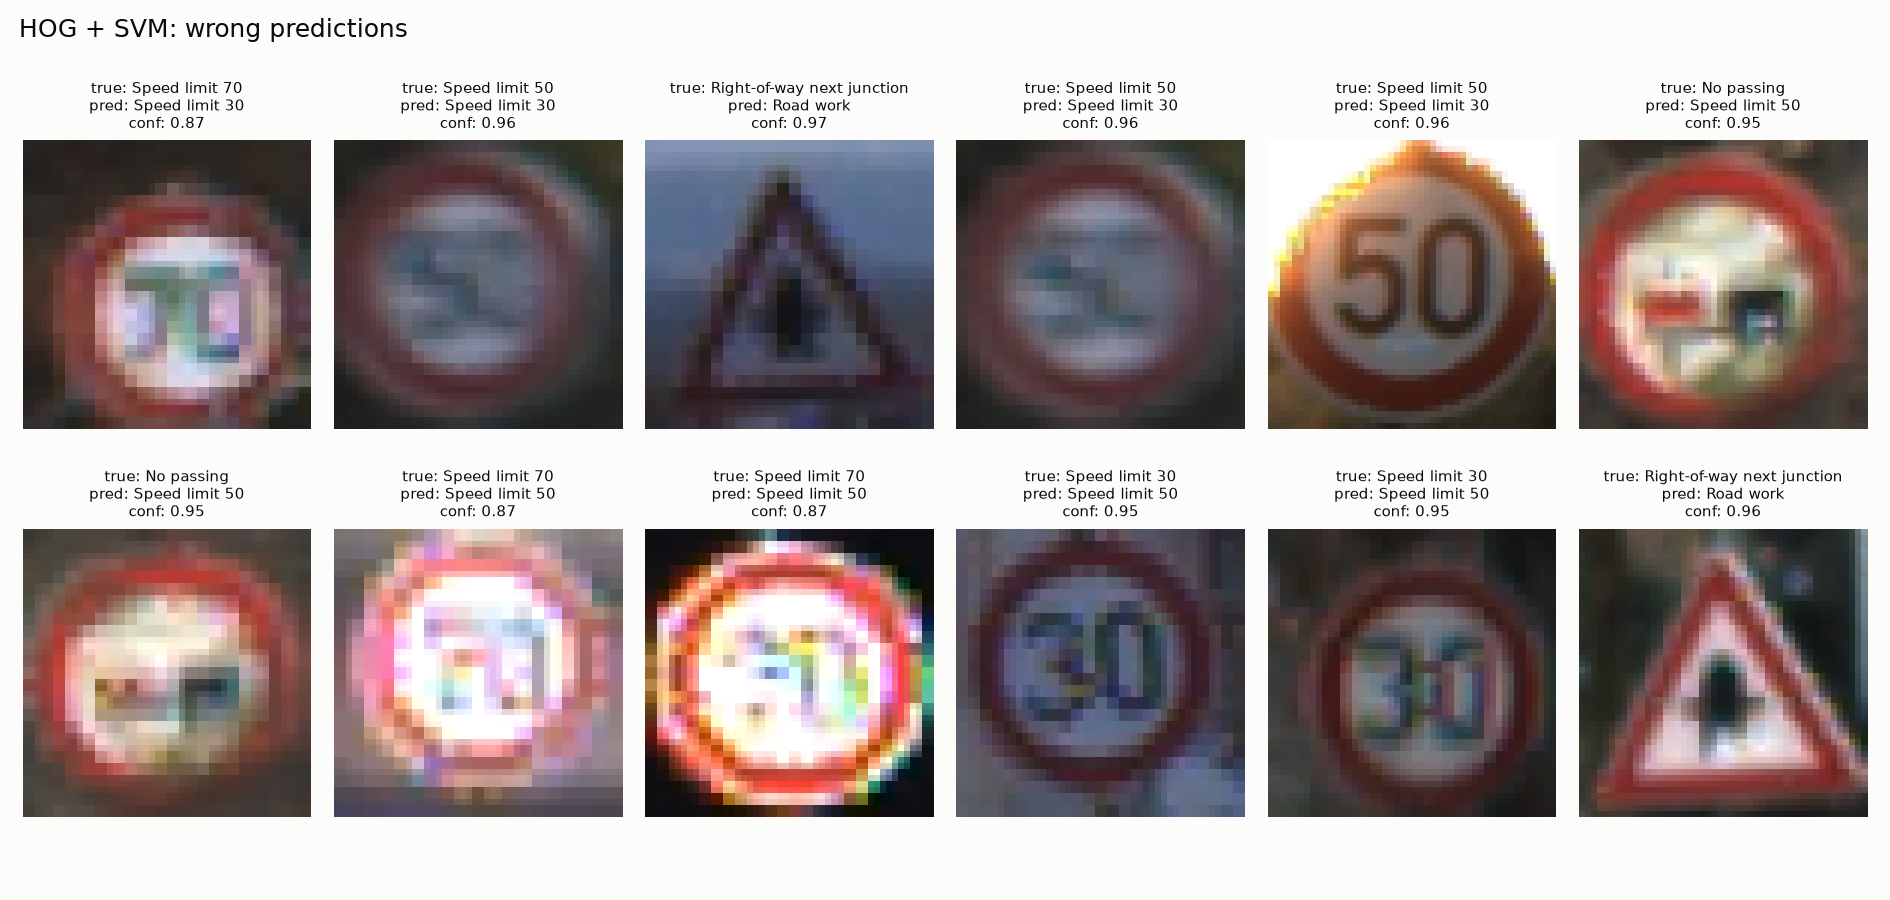 HOG + SVM: wrong predictions
true: Speed limit 70
pred: Speed limit 30
conf: 0.87
true: Speed limit 50
pred: Speed limit 30
conf: 0.96
true: Right-of-way next junction
pred: Road work
conf: 0.97
true: Speed limit 50
pred: Speed limit 30
conf: 0.96
true: Speed limit 50
pred: Speed limit 30
conf: 0.96
true: No passing
pred: Speed limit 50
conf: 0.95
70
50
true: No passing
pred: Speed limit 50
conf: 0.95
true: Speed limit 70
pred: Speed limit 50
conf: 0.87
true: Speed limit 70
pred: Speed limit 50
conf: 0.87
true: Speed limit 30
pred: Speed limit 50
conf: 0.95
true: Speed limit 30
pred: Speed limit 50
conf: 0.95
true: Right-of-way next junction
pred: Road work
conf: 0.96
30
30